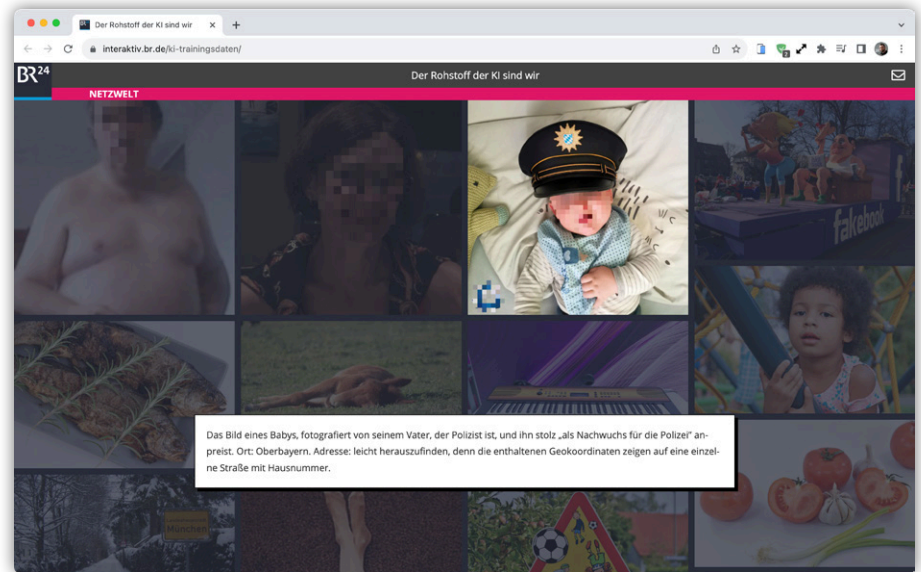 Der Rohstoff der KI sind wir
interaktiv.br.de/ki-trainingsdaten/
2
BR24
Der Rohstoff der KI sind wir
NETZWELT
fakebook
Das Bild eines Babys, fotografiert von seinem Vater, der Polizist ist, und ihn stolz „als Nachwuchs für die Polizei“ an-
preist. Ort: Oberbayern. Adresse: leicht herauszufinden, denn die enthaltenen Geokoordinaten zeigen auf eine einzel-
ne Straße mit Hausnummer.
München